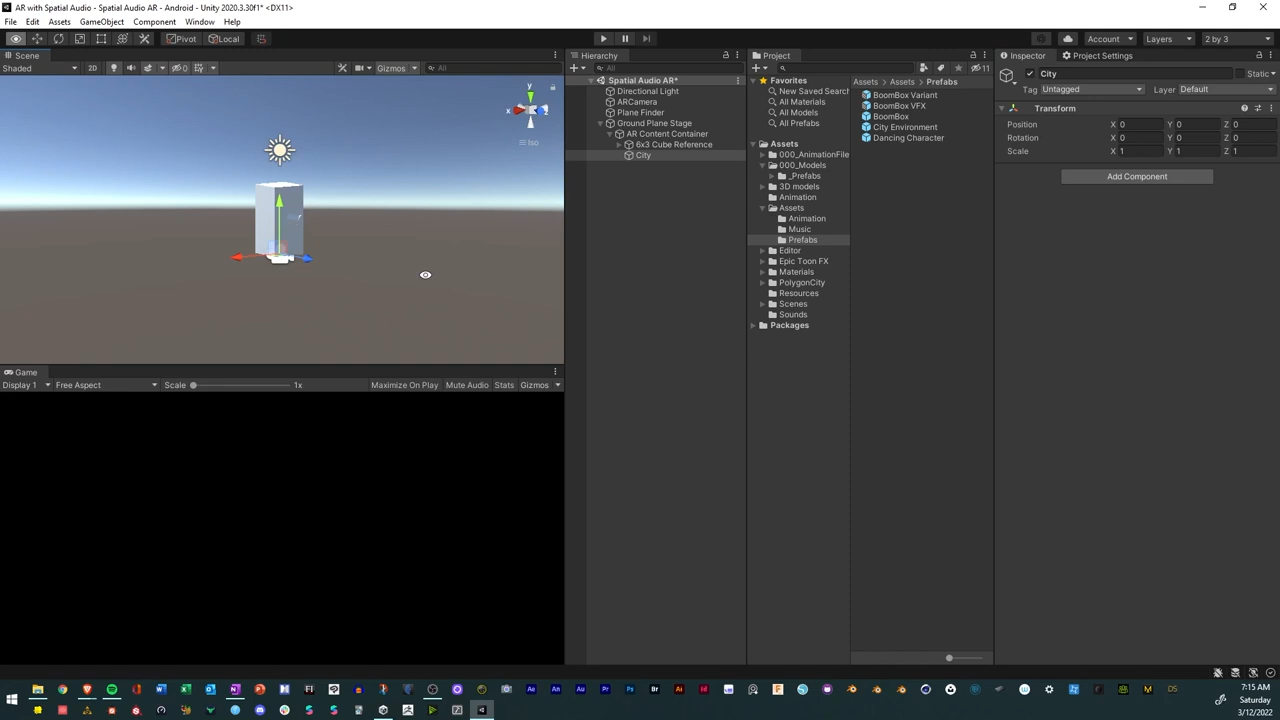 AR with Spatial Audio - Spatial Audio AR - Android - Unity 2020.3.30f1* <DX11>
File Edit Assets GameObject Component Window Help
Pivot Local Account Layers 2 by 3
Scene
Shaded 2D 0 Gizmos All
y
x z
Iso
Game
Display 1 Free Aspect Scale 1x Maximize On Play Mute Audio Stats Gizmos
Hierarchy
All
Spatial Audio AR*
Directional Light
ARCamera
Plane Finder
Ground Plane Stage
AR Content Container
6x3 Cube Reference
City
Project
11
Favorites
New Saved Search
All Materials
All Models
All Prefabs
Assets
000_AnimationFile
000_Models
_Prefabs
3D models
Animation
Assets
Animation
Music
Prefabs
Editor
Epic Toon FX
Materials
PolygonCity
Resources
Scenes
Sounds
Packages
Assets > Assets > Prefabs
BoomBox Variant
BoomBox VFX
BoomBox
City Environment
Dancing Character
Inspector Project Settings
City Static
Tag Untagged Layer Default
Transform
Position X 0 Y 0 Z 0
Rotation X 0 Y 0 Z 0
Scale X 1 Y 1 Z 1
Add Component
7:15 AM
Saturday
3/12/2022